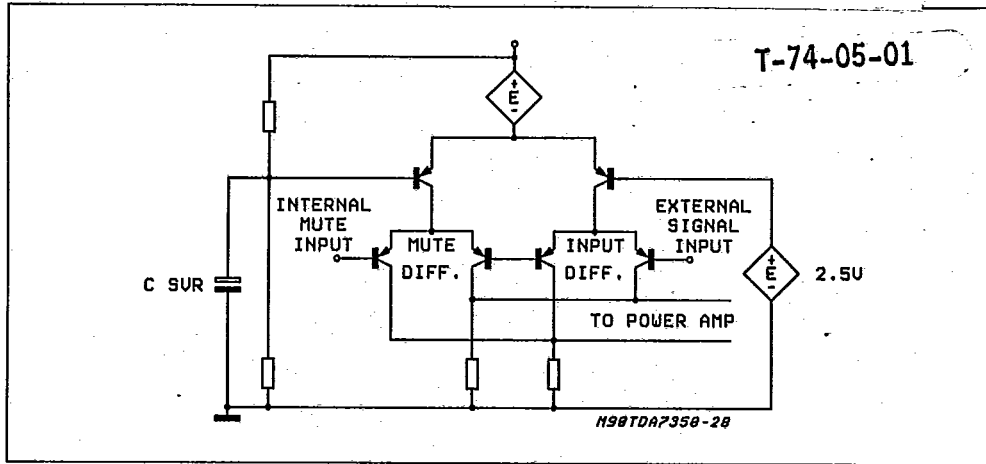 T-74-05-01
+
E
-
INTERNAL
MUTE
INPUT
MUTE
DIFF.
INPUT
DIFF.
EXTERNAL
SIGNAL
INPUT
C SVR
+
E
-
2.5V
TO POWER AMP
M90TDA7350-28